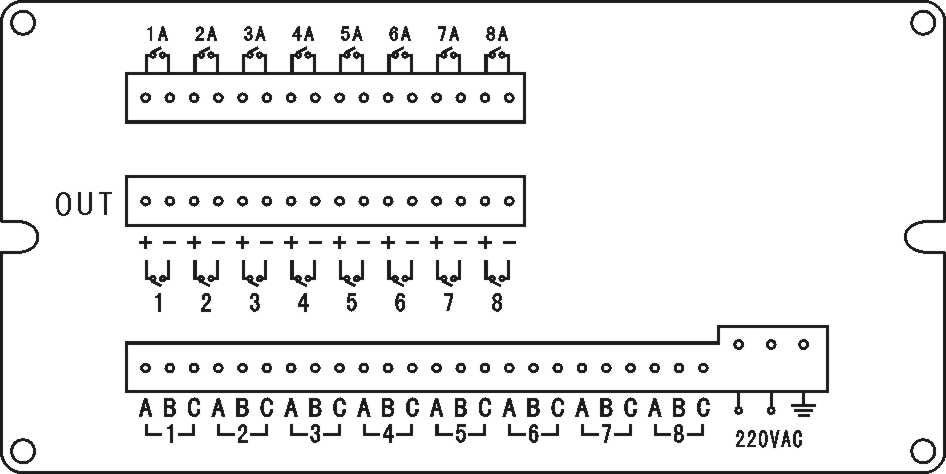 1A 2A 3A 4A 5A 6A 7A 8A
OUT
+ - + - + - + - + - + - + - + -
1 2 3 4 5 6 7 8
A B C A B C A B C A B C A B C A B C A B C A B C
1 2 3 4 5 6 7 8 220VAC